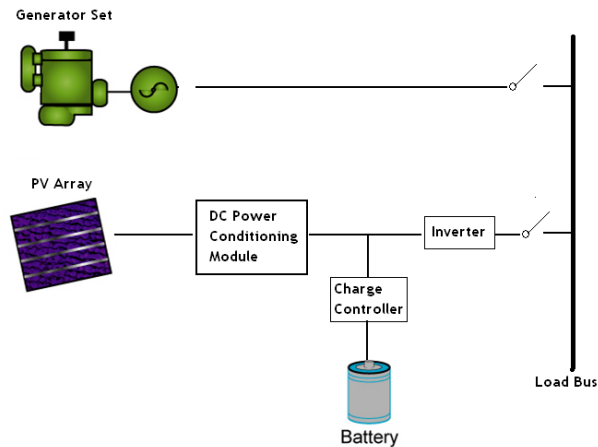 Generator Set
PV Array
DC Power
Conditioning
Module
Inverter
Charge
Controller
Load Bus
Battery